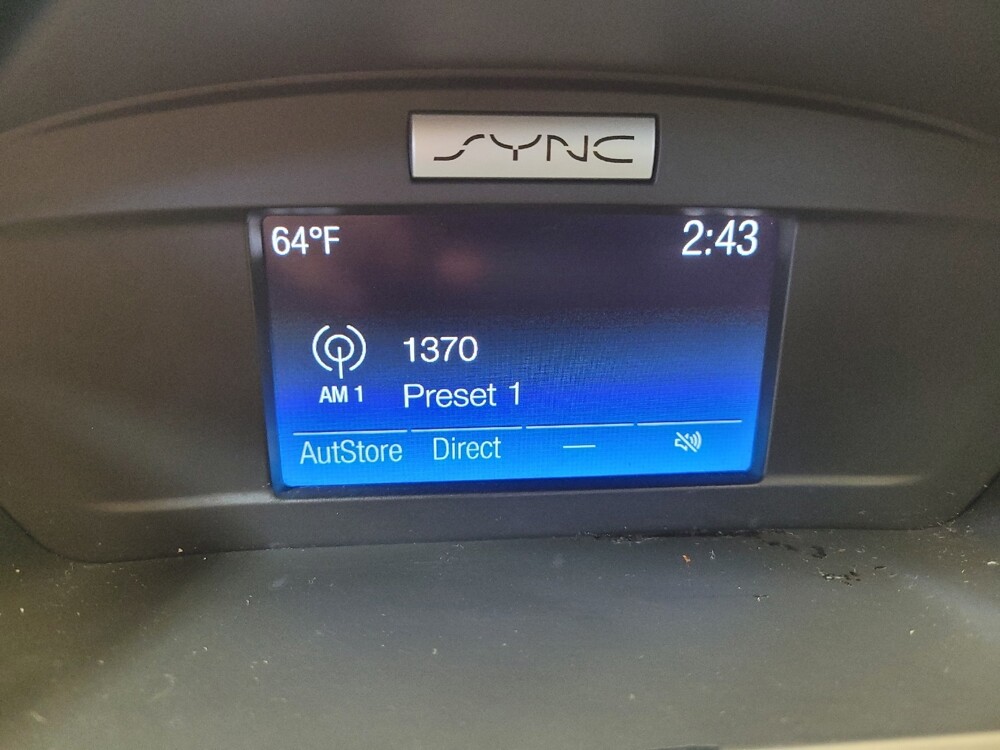 SYNC
64°F 2:43
1370
AM 1 Preset 1
AutStore Direct —